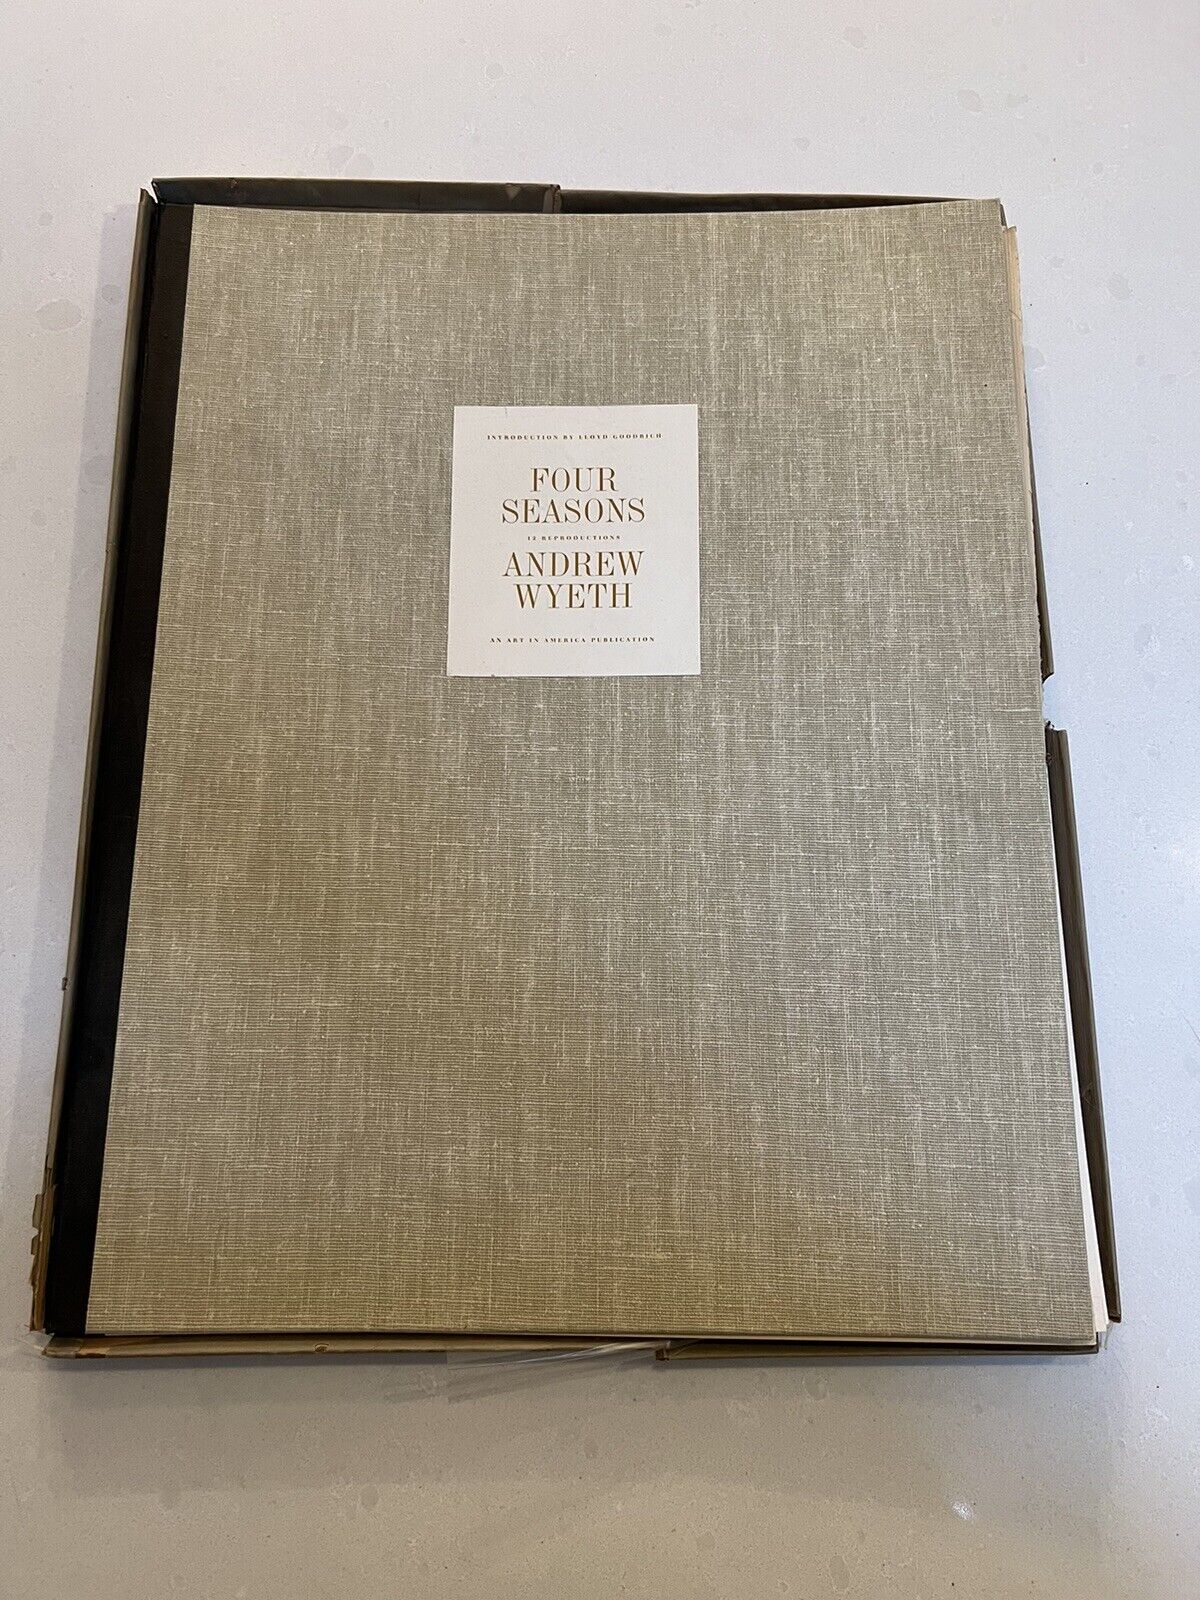 INTRODUCTION BY LLOYD GOODRICH
FOUR
SEASONS
12 REPRODUCTIONS
ANDREW
WYETH
AN ART IN AMERICA PUBLICATION